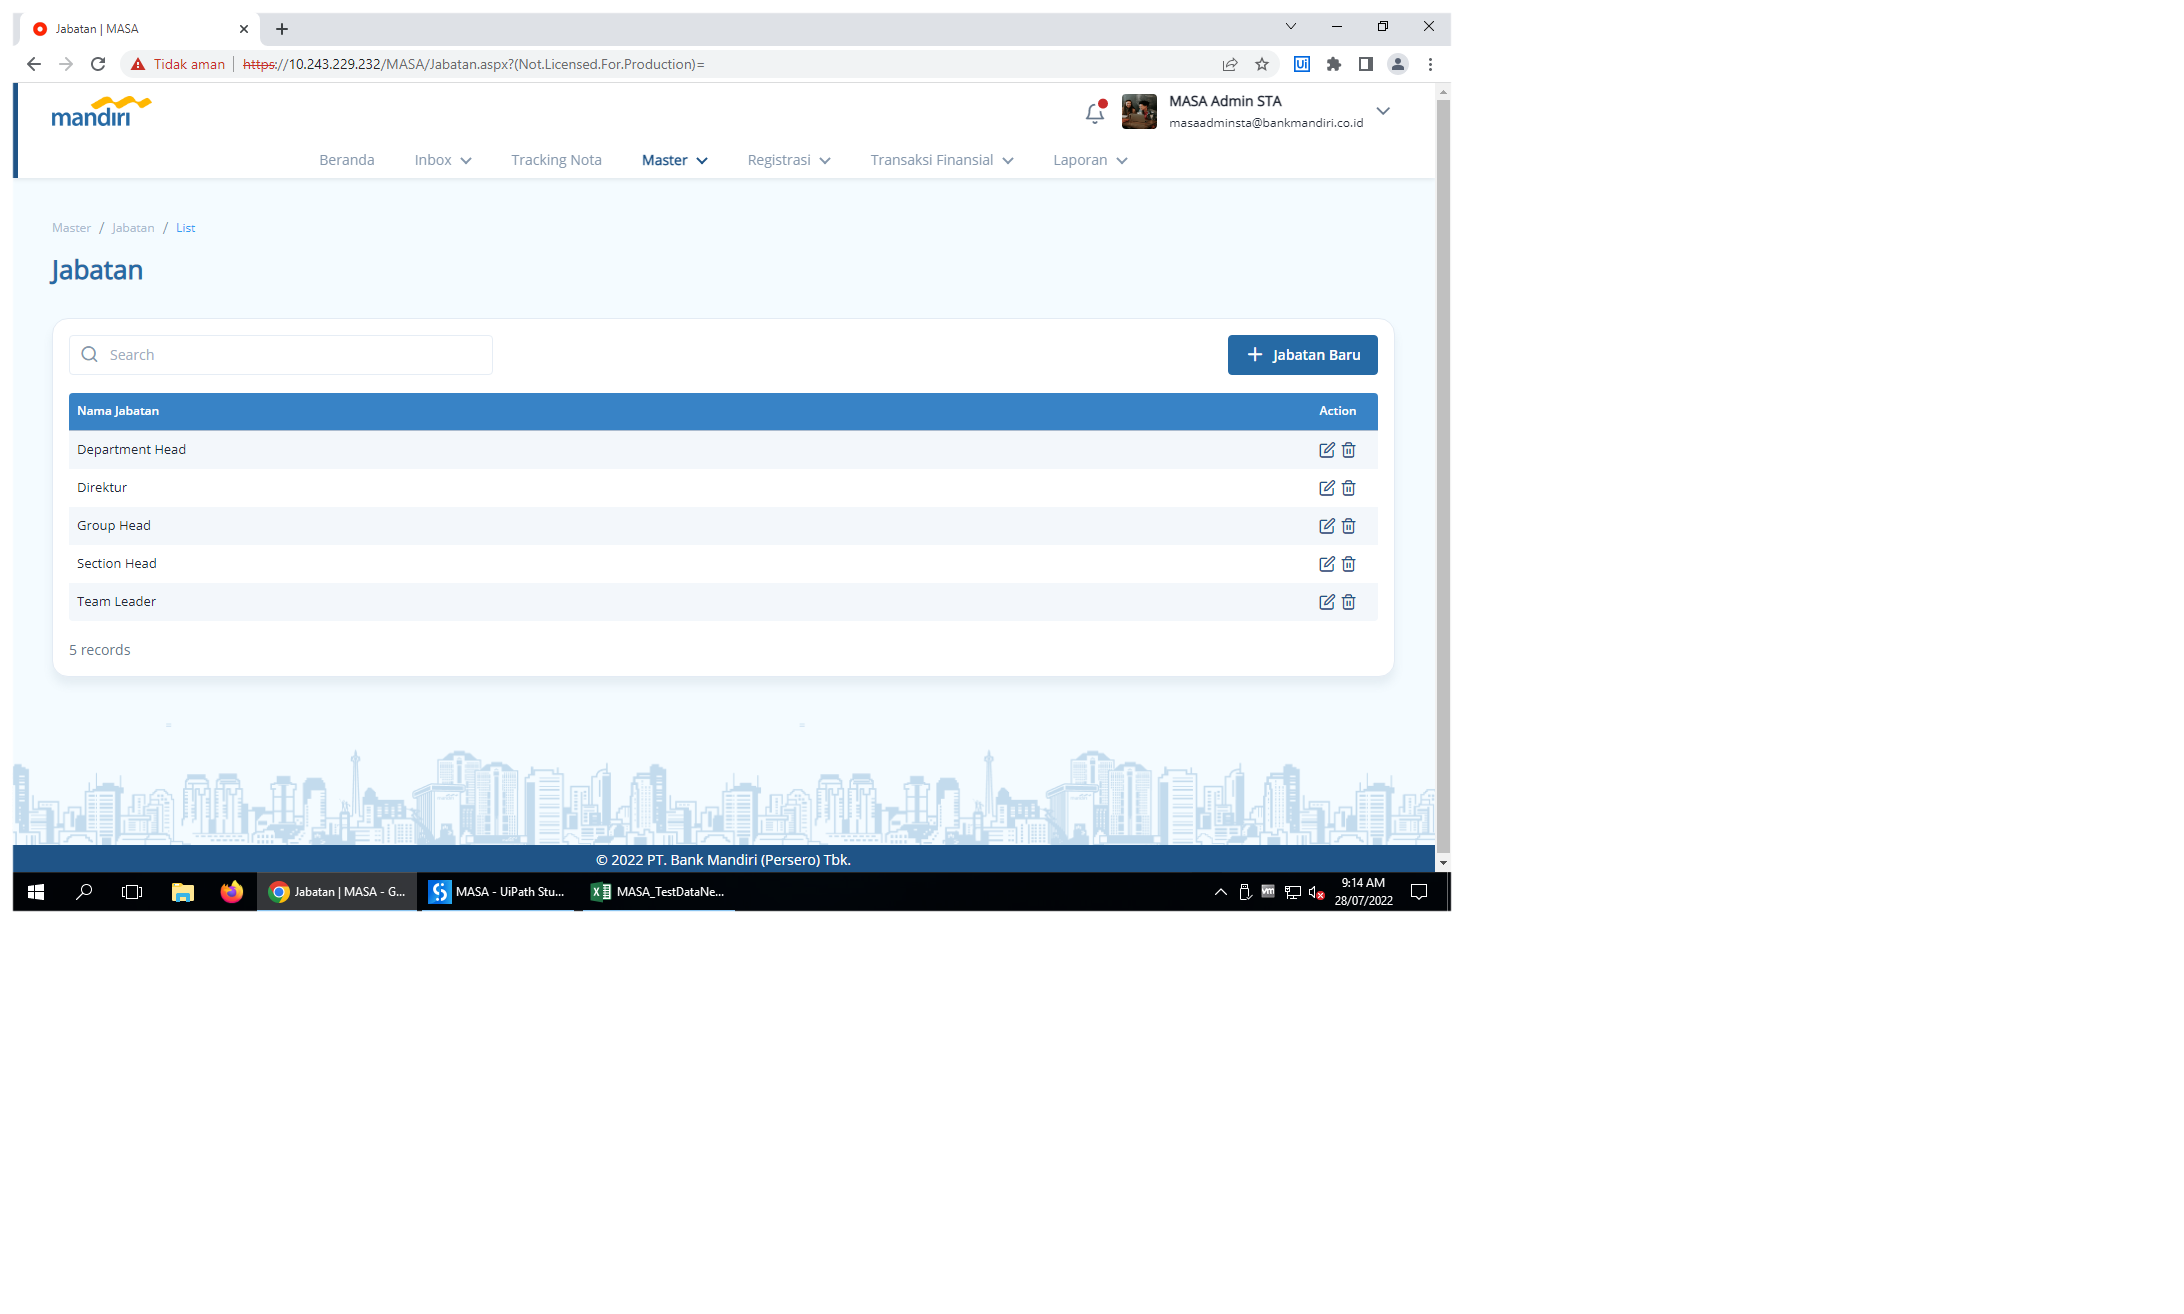 Jabatan | MASA
Tidak aman | https://10.243.229.232/MASA/Jabatan.aspx?(Not.Licensed.For.Production)=
Ui
mandiri
MASA Admin STA
masaadminsta@bankmandiri.co.id
Beranda Inbox Tracking Nota Master Registrasi Transaksi Finansial Laporan
Master / Jabatan / List
Jabatan
Search
+ Jabatan Baru
Nama Jabatan Action
Department Head
Direktur
Group Head
Section Head
Team Leader
5 records
© 2022 PT. Bank Mandiri (Persero) Tbk.
Jabatan | MASA - G... MASA - UiPath Stu... MASA_TestDataNe... vm 9:14 AM
28/07/2022